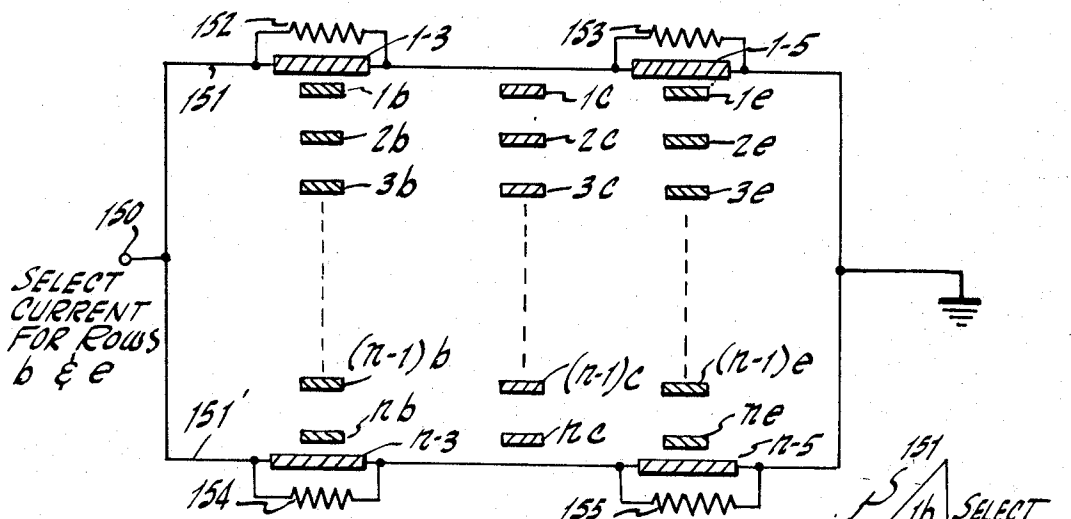 152
1-3
153
1-5
151
1b
1c
1e
2b
2c
2e
3b
3c
3e
150
SELECT
CURRENT
FOR ROWS
b & e
(n-1)b
(n-1)c
(n-1)e
151'
nb
nc
ne
n-3
n-5
154
155
151
1b
SELECT